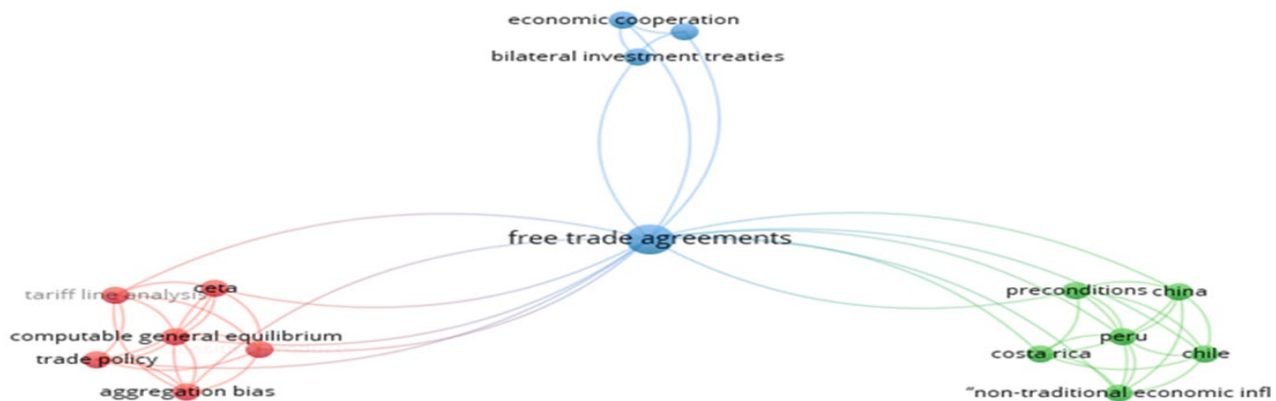 economic cooperation
bilateral investment treaties
free trade agreements
tariff line analysis
ceta
computable general equilibrium
trade policy
aggregation bias
preconditions
china
peru
costa rica
chile
“non-traditional economic infl